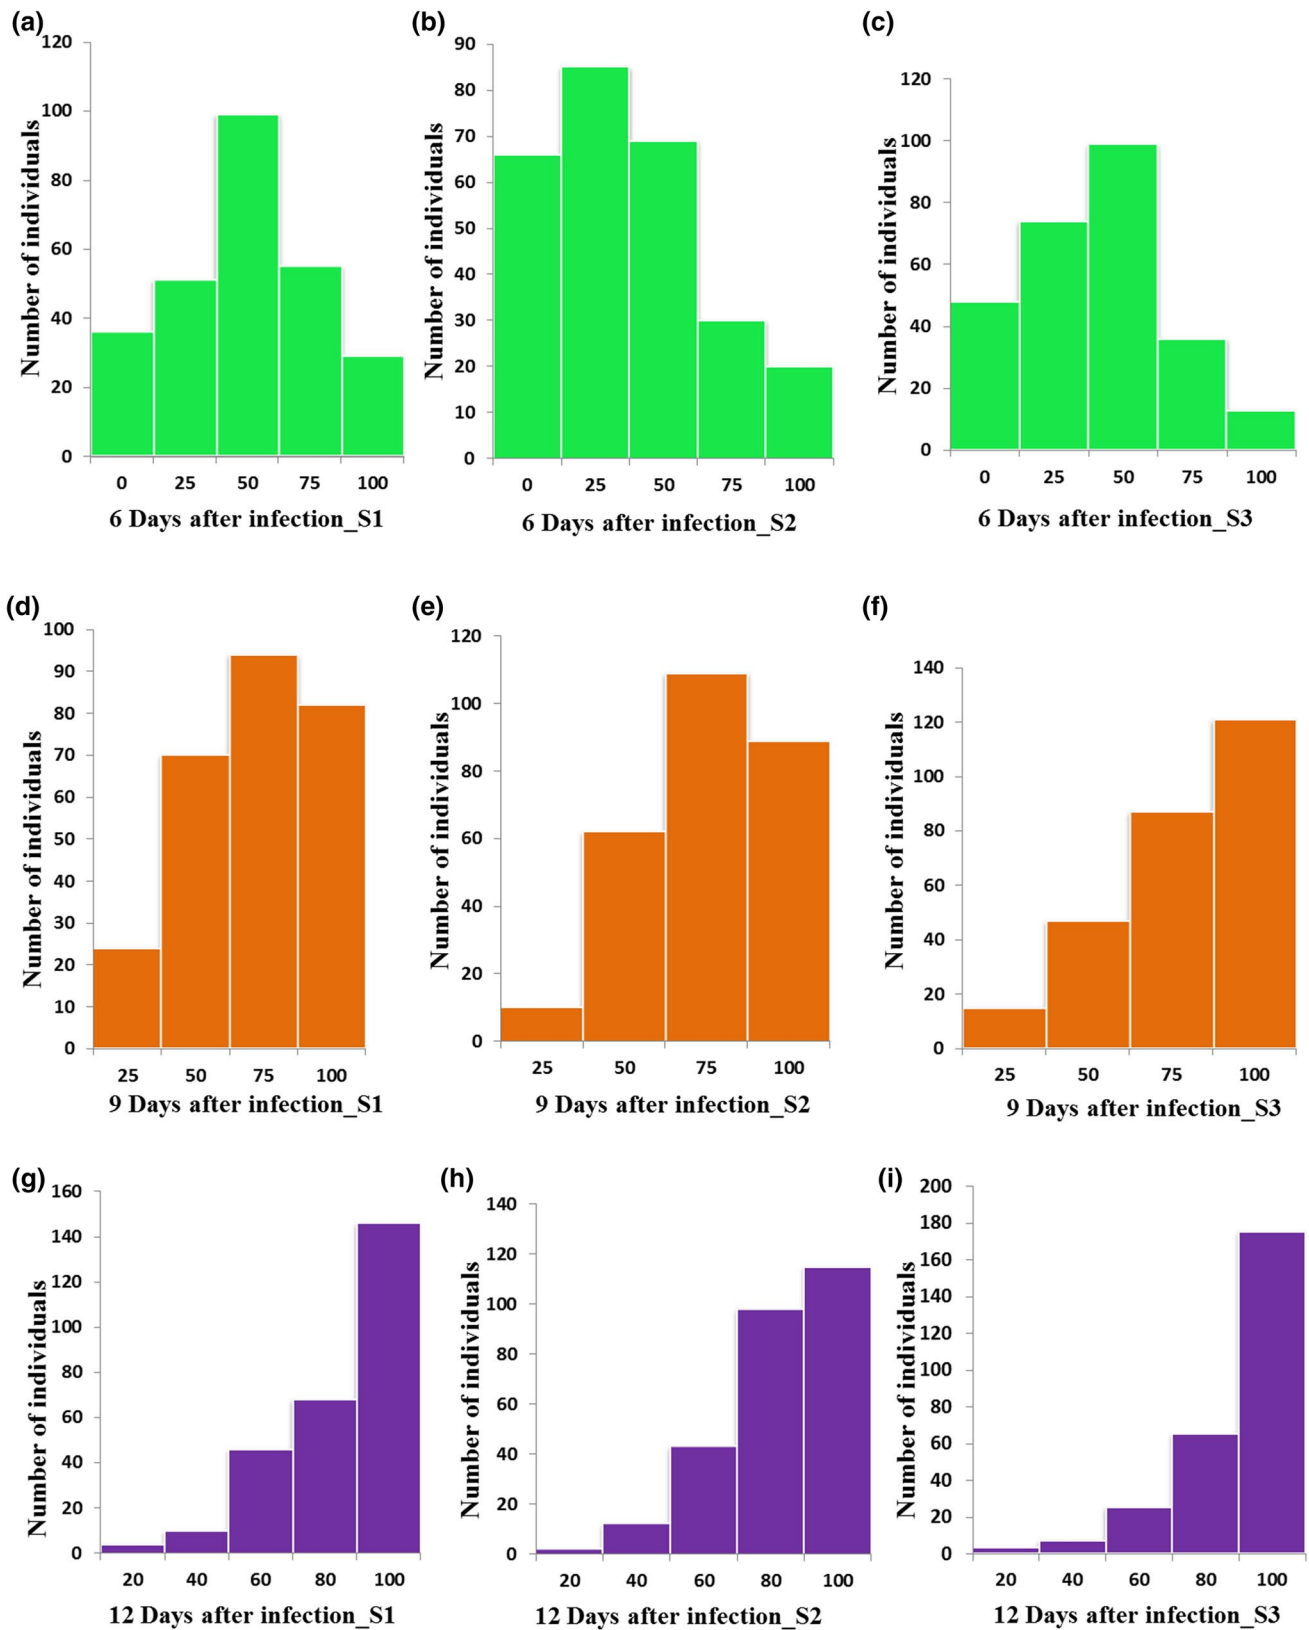 (a)
120
100
80
60
40
20
0
Number of individuals
0 25 50 75 100
6 Days after infection_S1
(b)
90
80
70
60
50
40
30
20
10
0
Number of individuals
0 25 50 75 100
6 Days after infection_S2
(c)
120
100
80
60
40
20
0
Number of individuals
0 25 50 75 100
6 Days after infection_S3
(d)
100
90
80
70
60
50
40
30
20
10
0
Number of individuals
25 50 75 100
9 Days after infection_S1
(e)
120
100
80
60
40
20
0
Number of individuals
25 50 75 100
9 Days after infection_S2
(f)
140
120
100
80
60
40
20
0
Number of individuals
25 50 75 100
9 Days after infection_S3
(g)
160
140
120
100
80
60
40
20
0
Number of individuals
20 40 60 80 100
12 Days after infection_S1
(h)
140
120
100
80
60
40
20
0
Number of individuals
20 40 60 80 100
12 Days after infection_S2
(i)
200
180
160
140
120
100
80
60
40
20
0
Number of individuals
20 40 60 80 100
12 Days after infection_S3